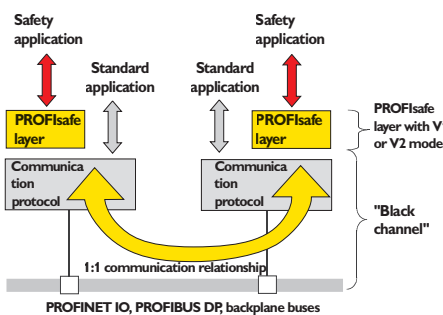 Safety
application
Safety
application
Standard
application
Standard
application
PROFIsafe
layer
PROFIsafe
layer
PROFIsafe
layer with V1
or V2 mode
Communica
tion
protocol
Communica
tion
protocol
"Black
channel"
1:1 communication relationship
PROFINET IO, PROFIBUS DP, backplane buses